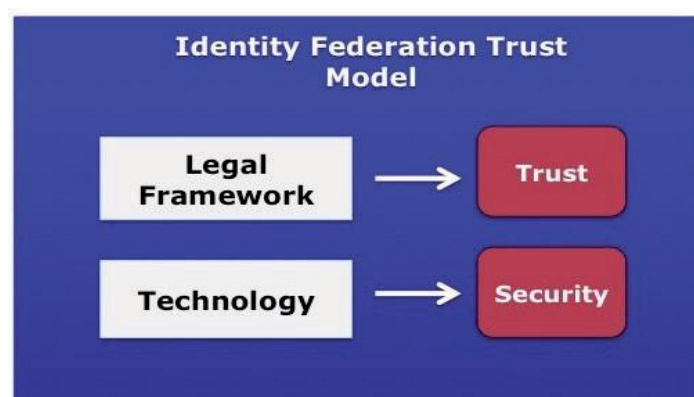 Identity Federation Trust
Model
Legal
Framework
Trust
Technology
Security